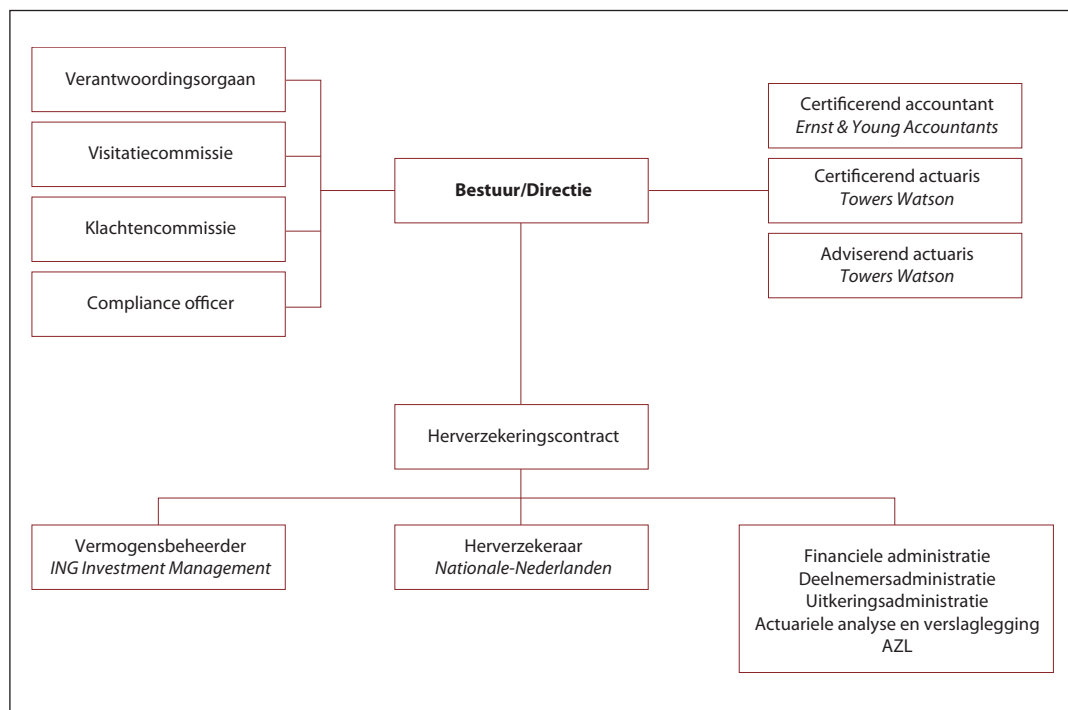 Verantwoordingsorgaan
Visitatiecommissie
Klachtencommissie
Compliance officer
Bestuur/Directie
Certificerend accountant
Ernst & Young Accountants
Certificerend actuaris
Towers Watson
Adviserend actuaris
Towers Watson
Herverzekeringscontract
Vermogensbeheerder
ING Investment Management
Herverzekeraar
Nationale-Nederlanden
Financiele administratie
Deelnemersadministratie
Uitkeringsadministratie
Actuariele analyse en verslaglegging
AZL